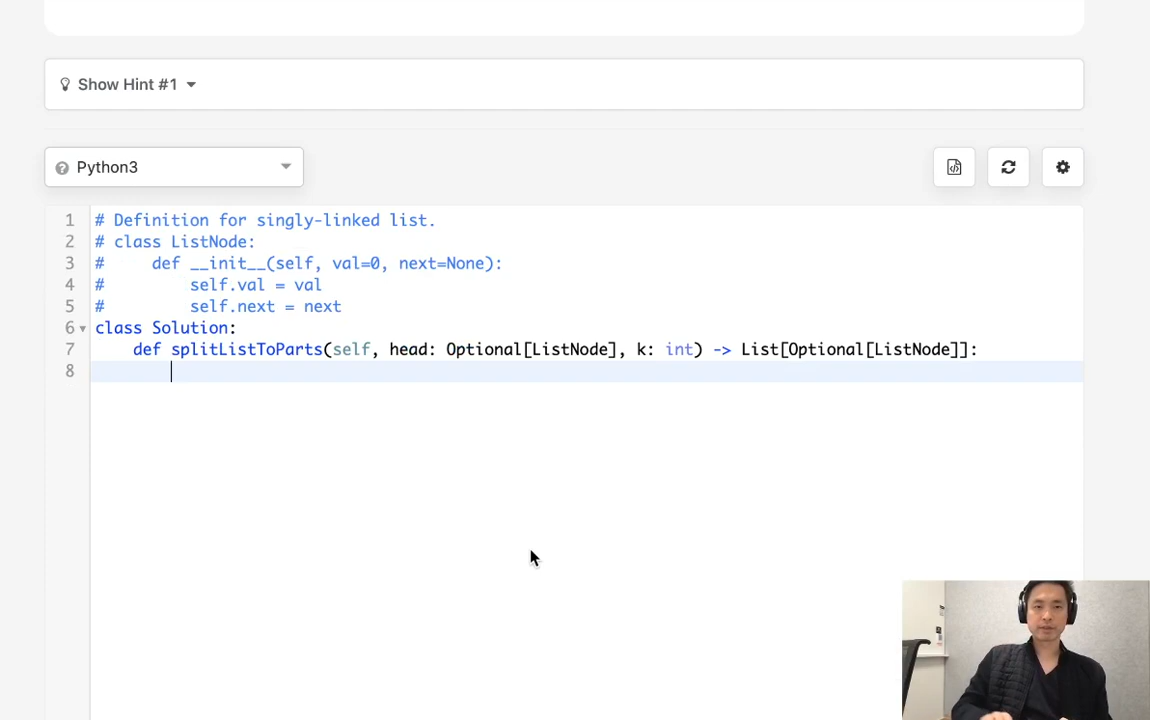 Show Hint #1
Python3
1 # Definition for singly-linked list.
2 # class ListNode:
3 #     def __init__(self, val=0, next=None):
4 #         self.val = val
5 #         self.next = next
6 class Solution:
7     def splitListToParts(self, head: Optional[ListNode], k: int) -> List[Optional[ListNode]]:
8